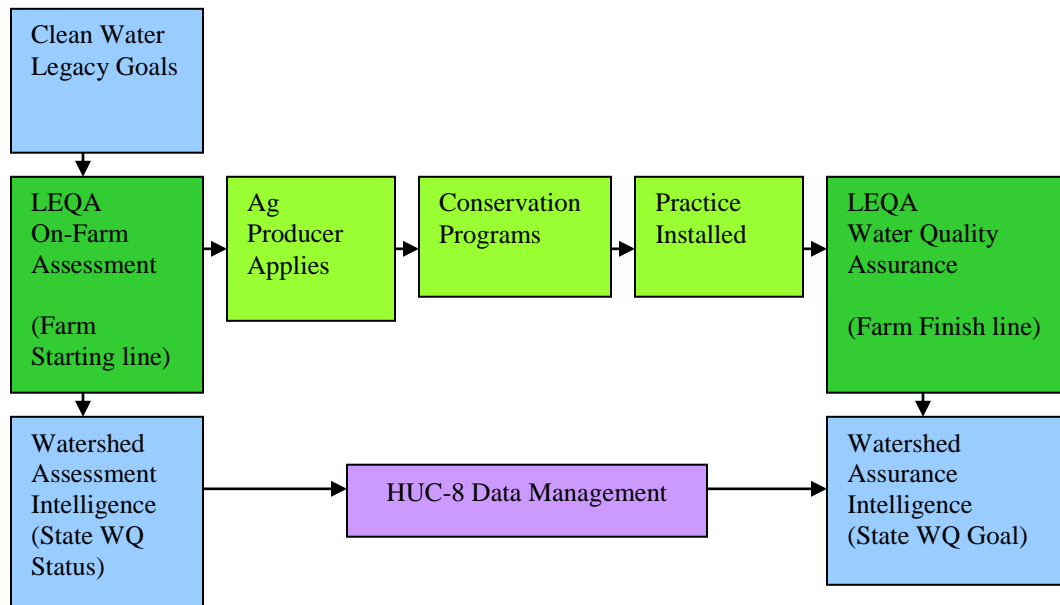 Clean Water
Legacy Goals
LEQA
On-Farm
Assessment
(Farm
Starting line)
Ag
Producer
Applies
Conservation
Programs
Practice
Installed
LEQA
Water Quality
Assurance
(Farm Finish line)
Watershed
Assessment
Intelligence
(State WQ
Status)
HUC-8 Data Management
Watershed
Assurance
Intelligence
(State WQ Goal)